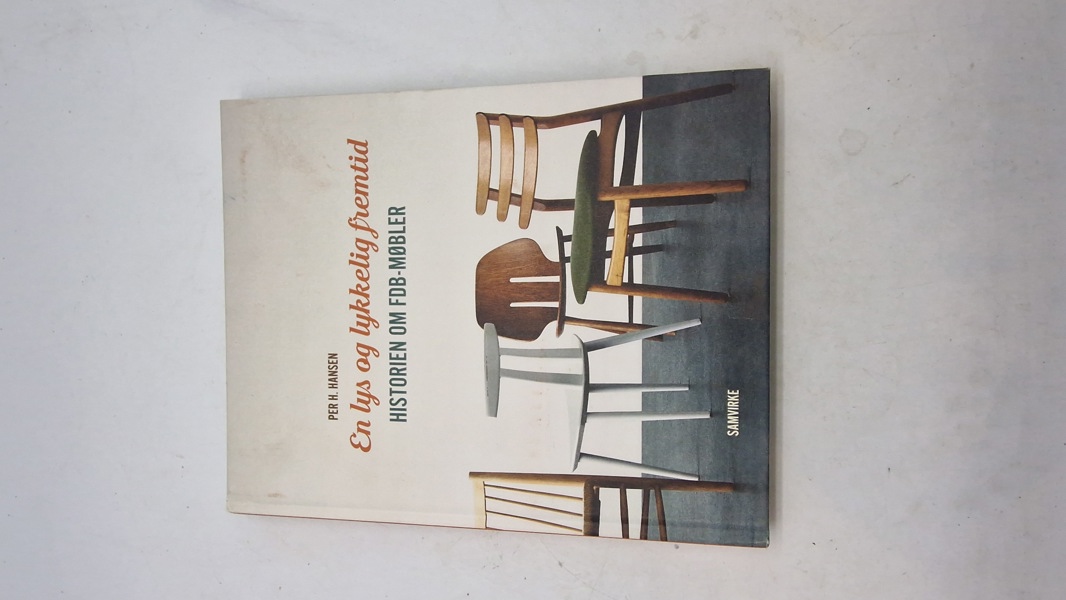 PER H. HANSEN
En lys og lykkelig fremtid
HISTORIEN OM FDB-MØBLER
SAMVIRKE